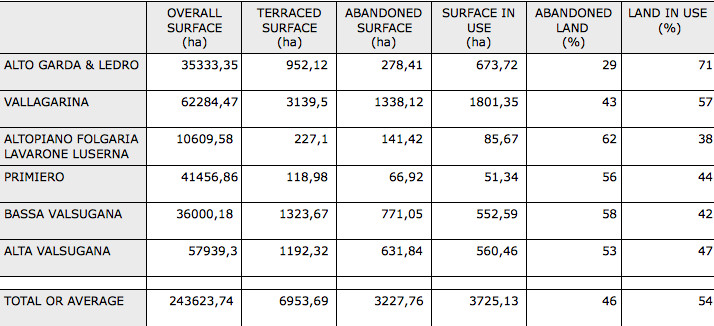 OVERALL SURFACE (ha) TERRACED SURFACE (ha) ABANDONED SURFACE (ha) SURFACE IN USE (ha) ABANDONED LAND (%) LAND IN USE (%)
ALTO GARDA & LEDRO 35333,35 952,12 278,41 673,72 29 71
VALLAGARINA 62284,47 3139,5 1338,12 1801,35 43 57
ALTOPIANO FOLGARIA LAVARONE LUSERNA 10609,58 227,1 141,42 85,67 62 38
PRIMIERO 41456,86 118,98 66,92 51,34 56 44
BASSA VALSUGANA 36000,18 1323,67 771,05 552,59 58 42
ALTA VALSUGANA 57939,3 1192,32 631,84 560,46 53 47
TOTAL OR AVERAGE 243623,74 6953,69 3227,76 3725,13 46 54